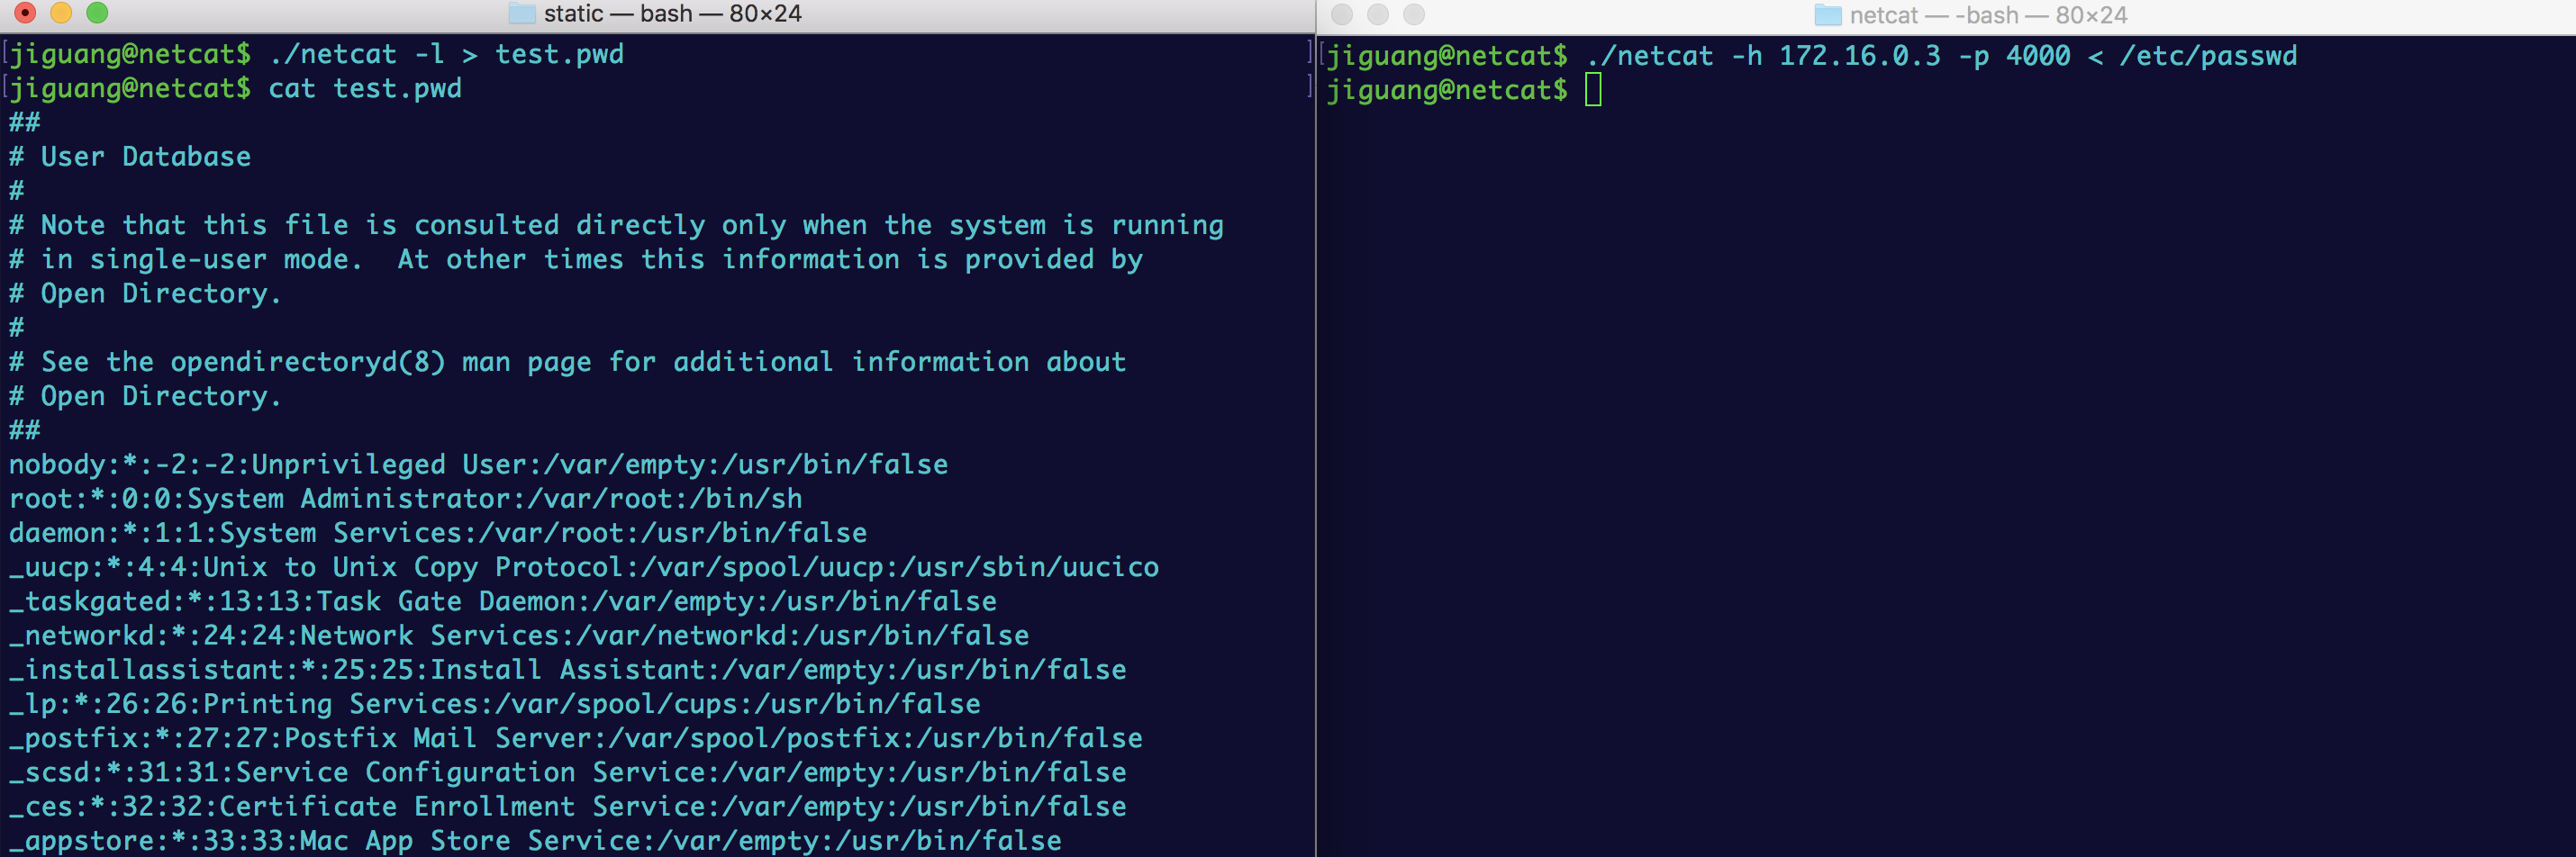 static — bash — 80×24
[jiguang@netcat$ ./netcat -l > test.pwd ]
[jiguang@netcat$ cat test.pwd ]
##
# User Database
#
# Note that this file is consulted directly only when the system is running
# in single-user mode.  At other times this information is provided by
# Open Directory.
#
# See the opendirectoryd(8) man page for additional information about
# Open Directory.
##
nobody:*:-2:-2:Unprivileged User:/var/empty:/usr/bin/false
root:*:0:0:System Administrator:/var/root:/bin/sh
daemon:*:1:1:System Services:/var/root:/usr/bin/false
_uucp:*:4:4:Unix to Unix Copy Protocol:/var/spool/uucp:/usr/sbin/uucico
_taskgated:*:13:13:Task Gate Daemon:/var/empty:/usr/bin/false
_networkd:*:24:24:Network Services:/var/networkd:/usr/bin/false
_installassistant:*:25:25:Install Assistant:/var/empty:/usr/bin/false
_lp:*:26:26:Printing Services:/var/spool/cups:/usr/bin/false
_postfix:*:27:27:Postfix Mail Server:/var/spool/postfix:/usr/bin/false
_scsd:*:31:31:Service Configuration Service:/var/empty:/usr/bin/false
_ces:*:32:32:Certificate Enrollment Service:/var/empty:/usr/bin/false
_appstore:*:33:33:Mac App Store Service:/var/empty:/usr/bin/false
netcat — -bash — 80×24
[jiguang@netcat$ ./netcat -h 172.16.0.3 -p 4000 < /etc/passwd
jiguang@netcat$